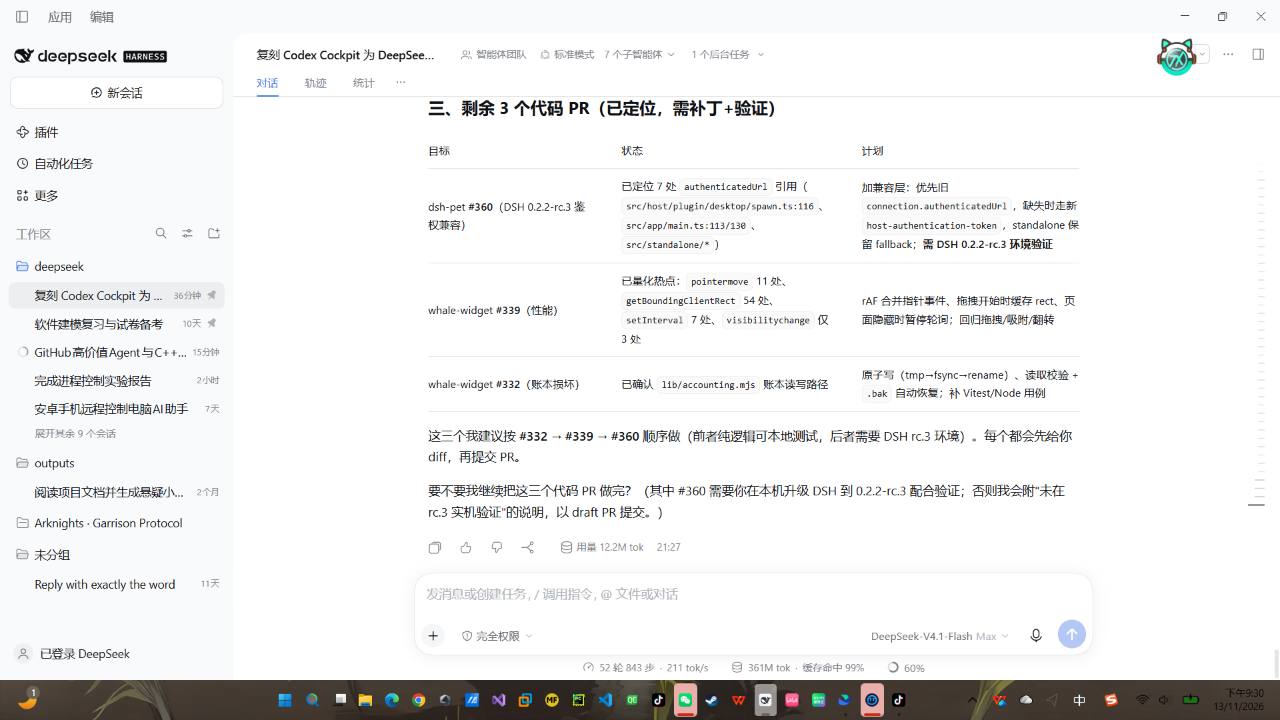 应用 编辑
deepseek HARNESS
新会话
插件
自动化任务
更多
工作区
deepseek
复刻 Codex Cockpit 为 ... 36分钟
软件建模复习与试卷备考 10天
GitHub高价值Agent与C++... 15分钟
完成进程控制实验报告 2小时
安卓手机远程控制电脑AI助手 7天
展开其余 9 个会话
outputs
阅读项目文档并生成悬疑小... 2个月
Arknights · Garrison Protocol
未分组
Reply with exactly the word 11天
已登录 DeepSeek
复刻 Codex Cockpit 为 DeepSee... 智能体团队 标准模式 7 个子智能体 1 个后台任务
对话 轨迹 统计 ...
三、剩余 3 个代码 PR（已定位，需补丁+验证）
目标 状态 计划
dsh-pet #360（DSH 0.2.2-rc.3 鉴
权兼容）
已定位 7 处 authenticatedUrl 引用（
src/host/plugin/desktop/spawn.ts:116 、
src/app/main.ts:113/130 、
src/standalone/* ）
加兼容层：优先旧
connection.authenticatedUrl ，缺失时走新
host-authentication-token ，standalone 保
留 fallback；需 DSH 0.2.2-rc.3 环境验证
whale-widget #339（性能）
已量化热点： pointermove 11 处、
getBoundingClientRect 54 处、
setInterval 7 处、 visibilitychange 仅
3 处
rAF 合并指针事件、拖拽开始时缓存 rect、页
面隐藏时暂停轮询；回归拖拽/吸附/翻转
whale-widget #332（账本损坏）
已确认 lib/accounting.mjs 账本读写路径
原子写（tmp→fsync→rename）、读取校验 +
.bak 自动恢复；补 Vitest/Node 用例
这三个我建议按 #332 → #339 → #360 顺序做（前者纯逻辑可本地测试，后者需要 DSH rc.3 环境）。每个都会先给你
diff，再提交 PR。
要不要我继续把这三个代码 PR 做完？（其中 #360 需要你在本机升级 DSH 到 0.2.2-rc.3 配合验证；否则我会附"未在
rc.3 实机验证"的说明，以 draft PR 提交。）
用量 12.2M tok 21:27
发消息或创建任务, / 调用指令, @ 文件或对话
完全权限 DeepSeek-V4.1-Flash Max
52 轮 843 步 · 211 tok/s 361M tok · 缓存命中 99% 60%
1
中
下午9:30
13/11/2026